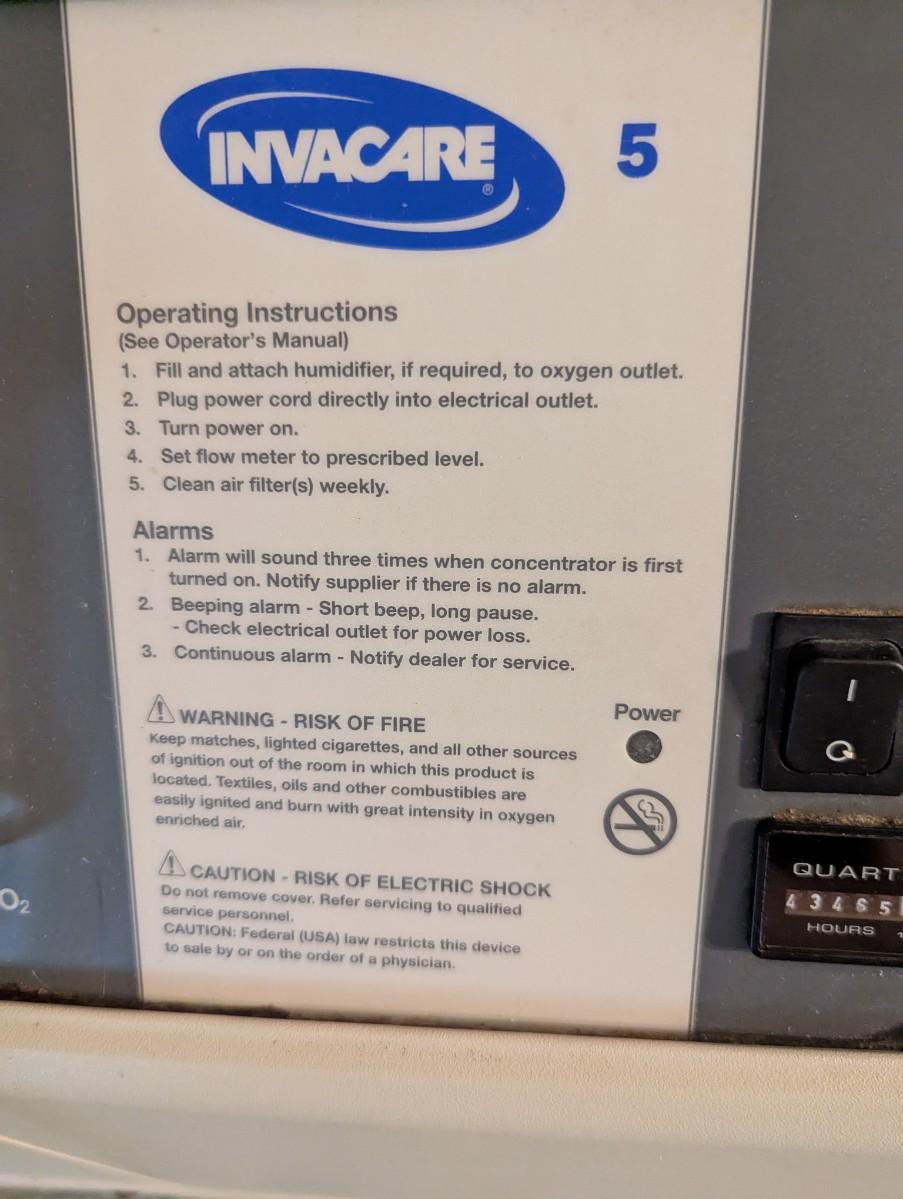 INVACARE®
5
Operating Instructions
(See Operator's Manual)
1. Fill and attach humidifier, if required, to oxygen outlet.
2. Plug power cord directly into electrical outlet.
3. Turn power on.
4. Set flow meter to prescribed level.
5. Clean air filter(s) weekly.
Alarms
1. Alarm will sound three times when concentrator is first
turned on. Notify supplier if there is no alarm.
2. Beeping alarm - Short beep, long pause.
- Check electrical outlet for power loss.
3. Continuous alarm - Notify dealer for service.
WARNING - RISK OF FIRE
Keep matches, lighted cigarettes, and all other sources
of ignition out of the room in which this product is
located. Textiles, oils and other combustibles are
easily ignited and burn with great intensity in oxygen
enriched air.
Power
CAUTION - RISK OF ELECTRIC SHOCK
Do not remove cover. Refer servicing to qualified
service personnel.
CAUTION: Federal (USA) law restricts this device
to sale by or on the order of a physician.
O₂
I
QUART
43465
HOURS